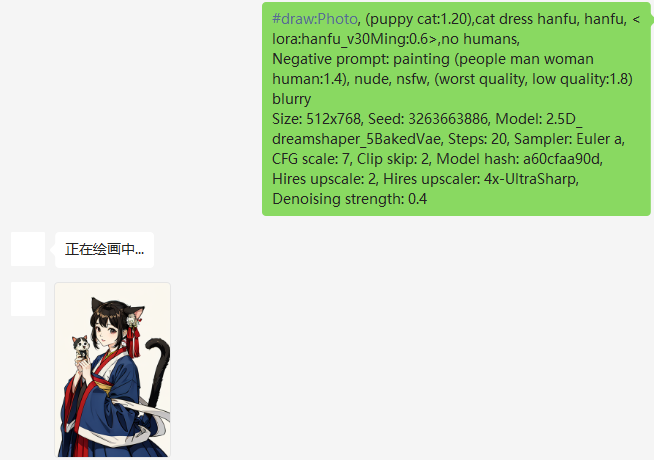 #draw:Photo, (puppy cat:1.20),cat dress hanfu, hanfu, <
lora:hanfu_v30Ming:0.6>,no humans,
Negative prompt: painting (people man woman
human:1.4), nude, nsfw, (worst quality, low quality:1.8)
blurry
Size: 512x768, Seed: 3263663886, Model: 2.5D_
dreamshaper_5BakedVae, Steps: 20, Sampler: Euler a,
CFG scale: 7, Clip skip: 2, Model hash: a60cfaa90d,
Hires upscale: 2, Hires upscaler: 4x-UltraSharp,
Denoising strength: 0.4
正在绘画中...